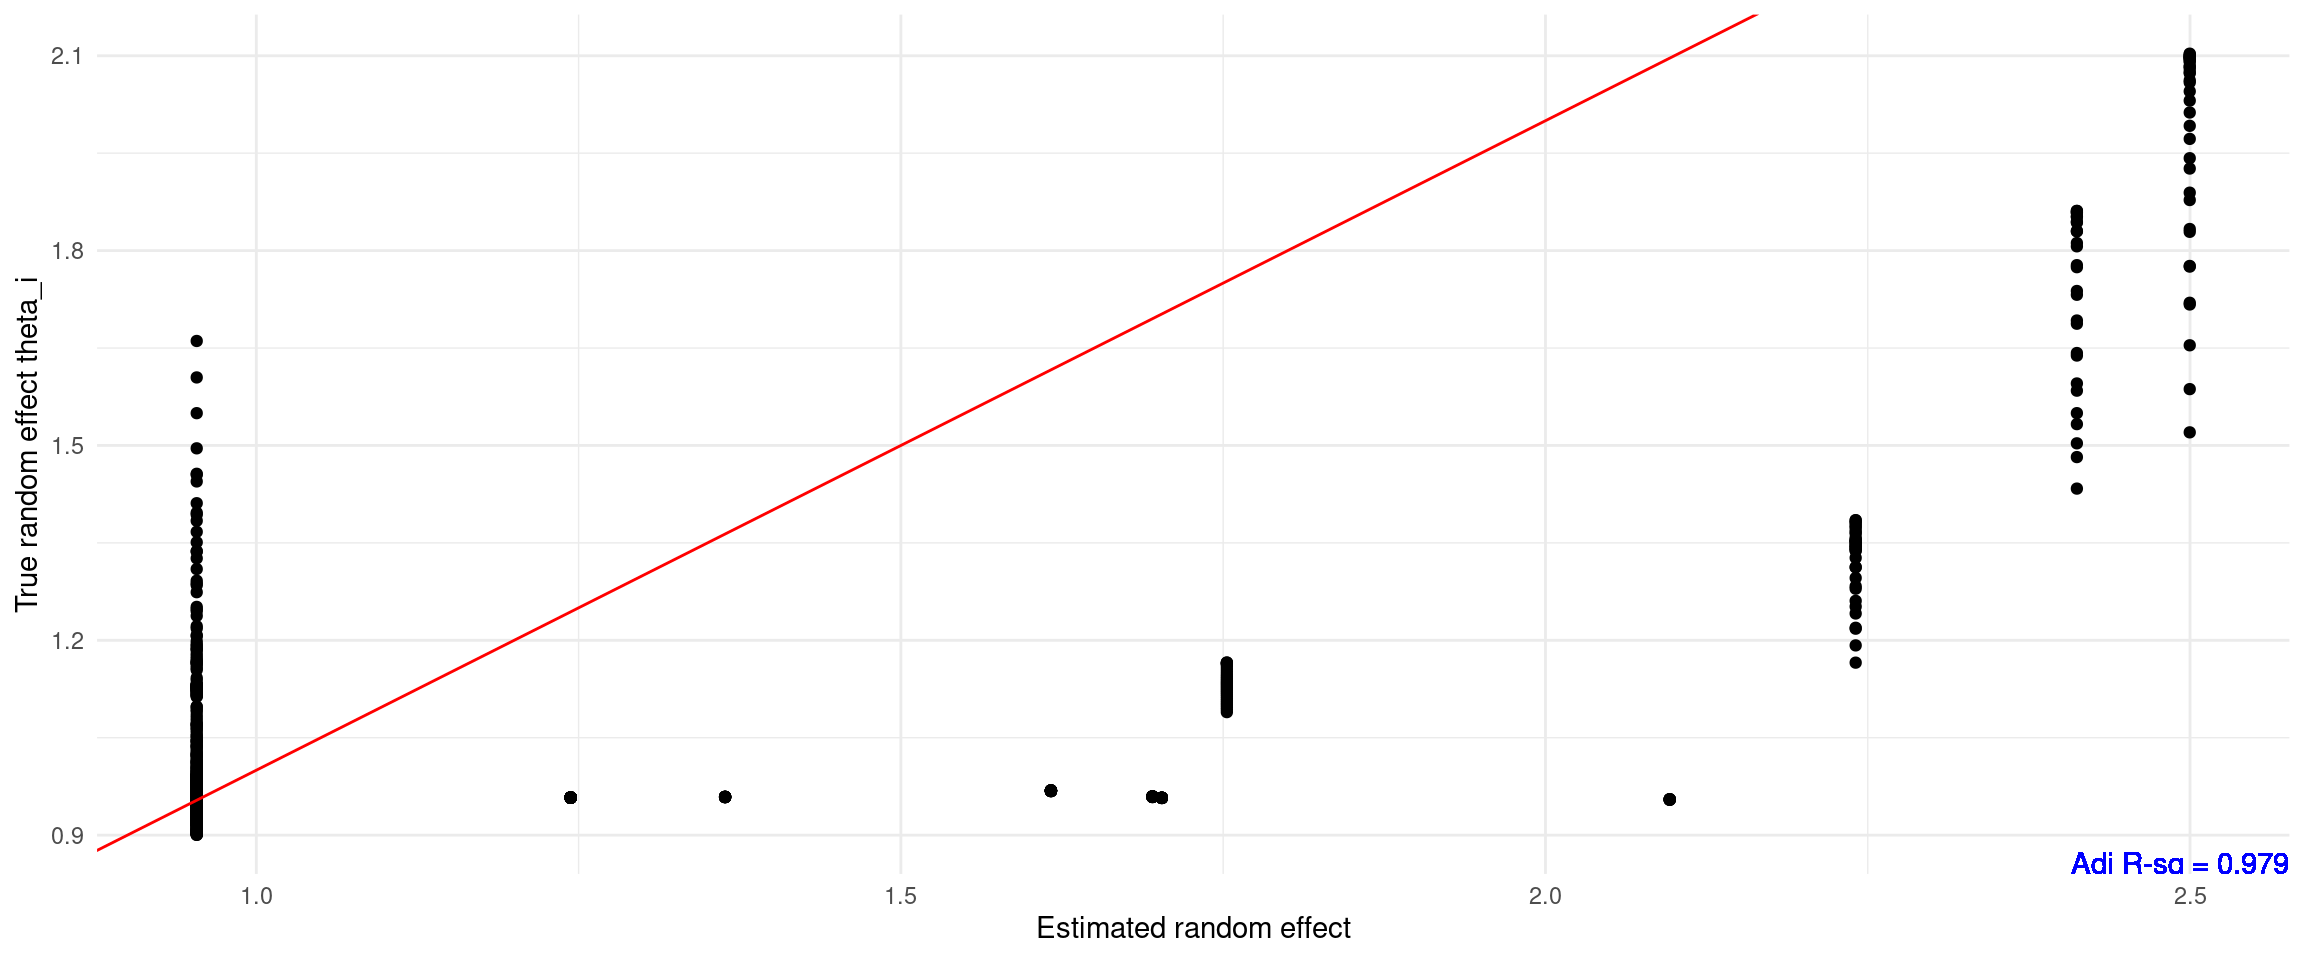 True random effect theta_i
2.1
1.8
1.5
1.2
0.9
Adj R-sq = 0.979
1.0 1.5 2.0 2.5
Estimated random effect